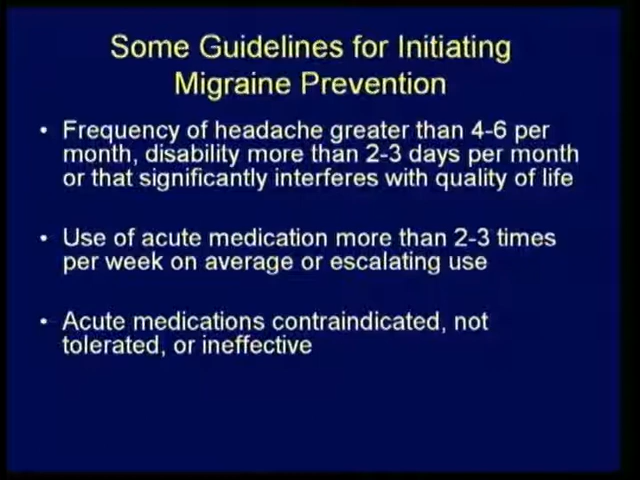 Some Guidelines for Initiating
Migraine Prevention
• Frequency of headache greater than 4-6 per
month, disability more than 2-3 days per month
or that significantly interferes with quality of life
• Use of acute medication more than 2-3 times
per week on average or escalating use
• Acute medications contraindicated, not
tolerated, or ineffective